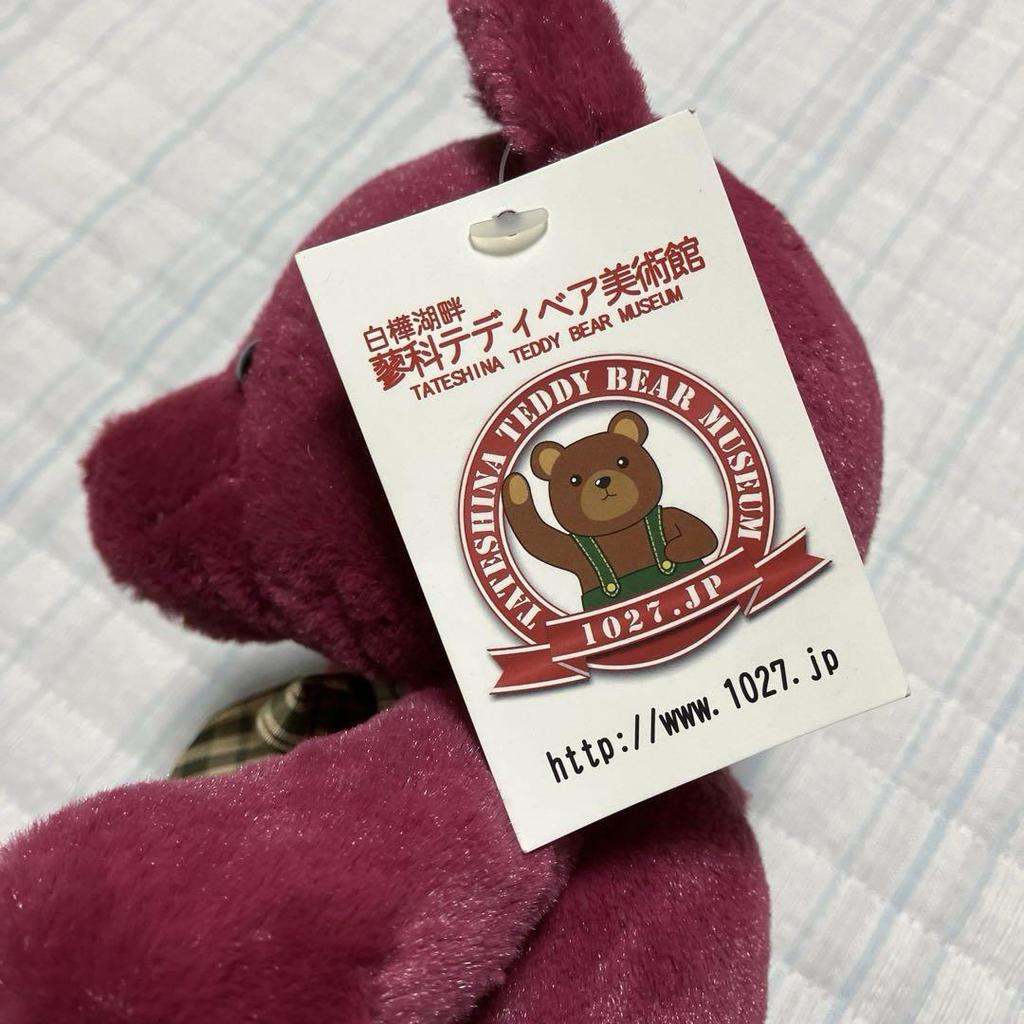 白樺湖畔
蓼科テディベア美術館
TATESHINA TEDDY BEAR MUSEUM
TATESHINA TEDDY BEAR MUSEUM
1027.JP
http://www.1027.jp